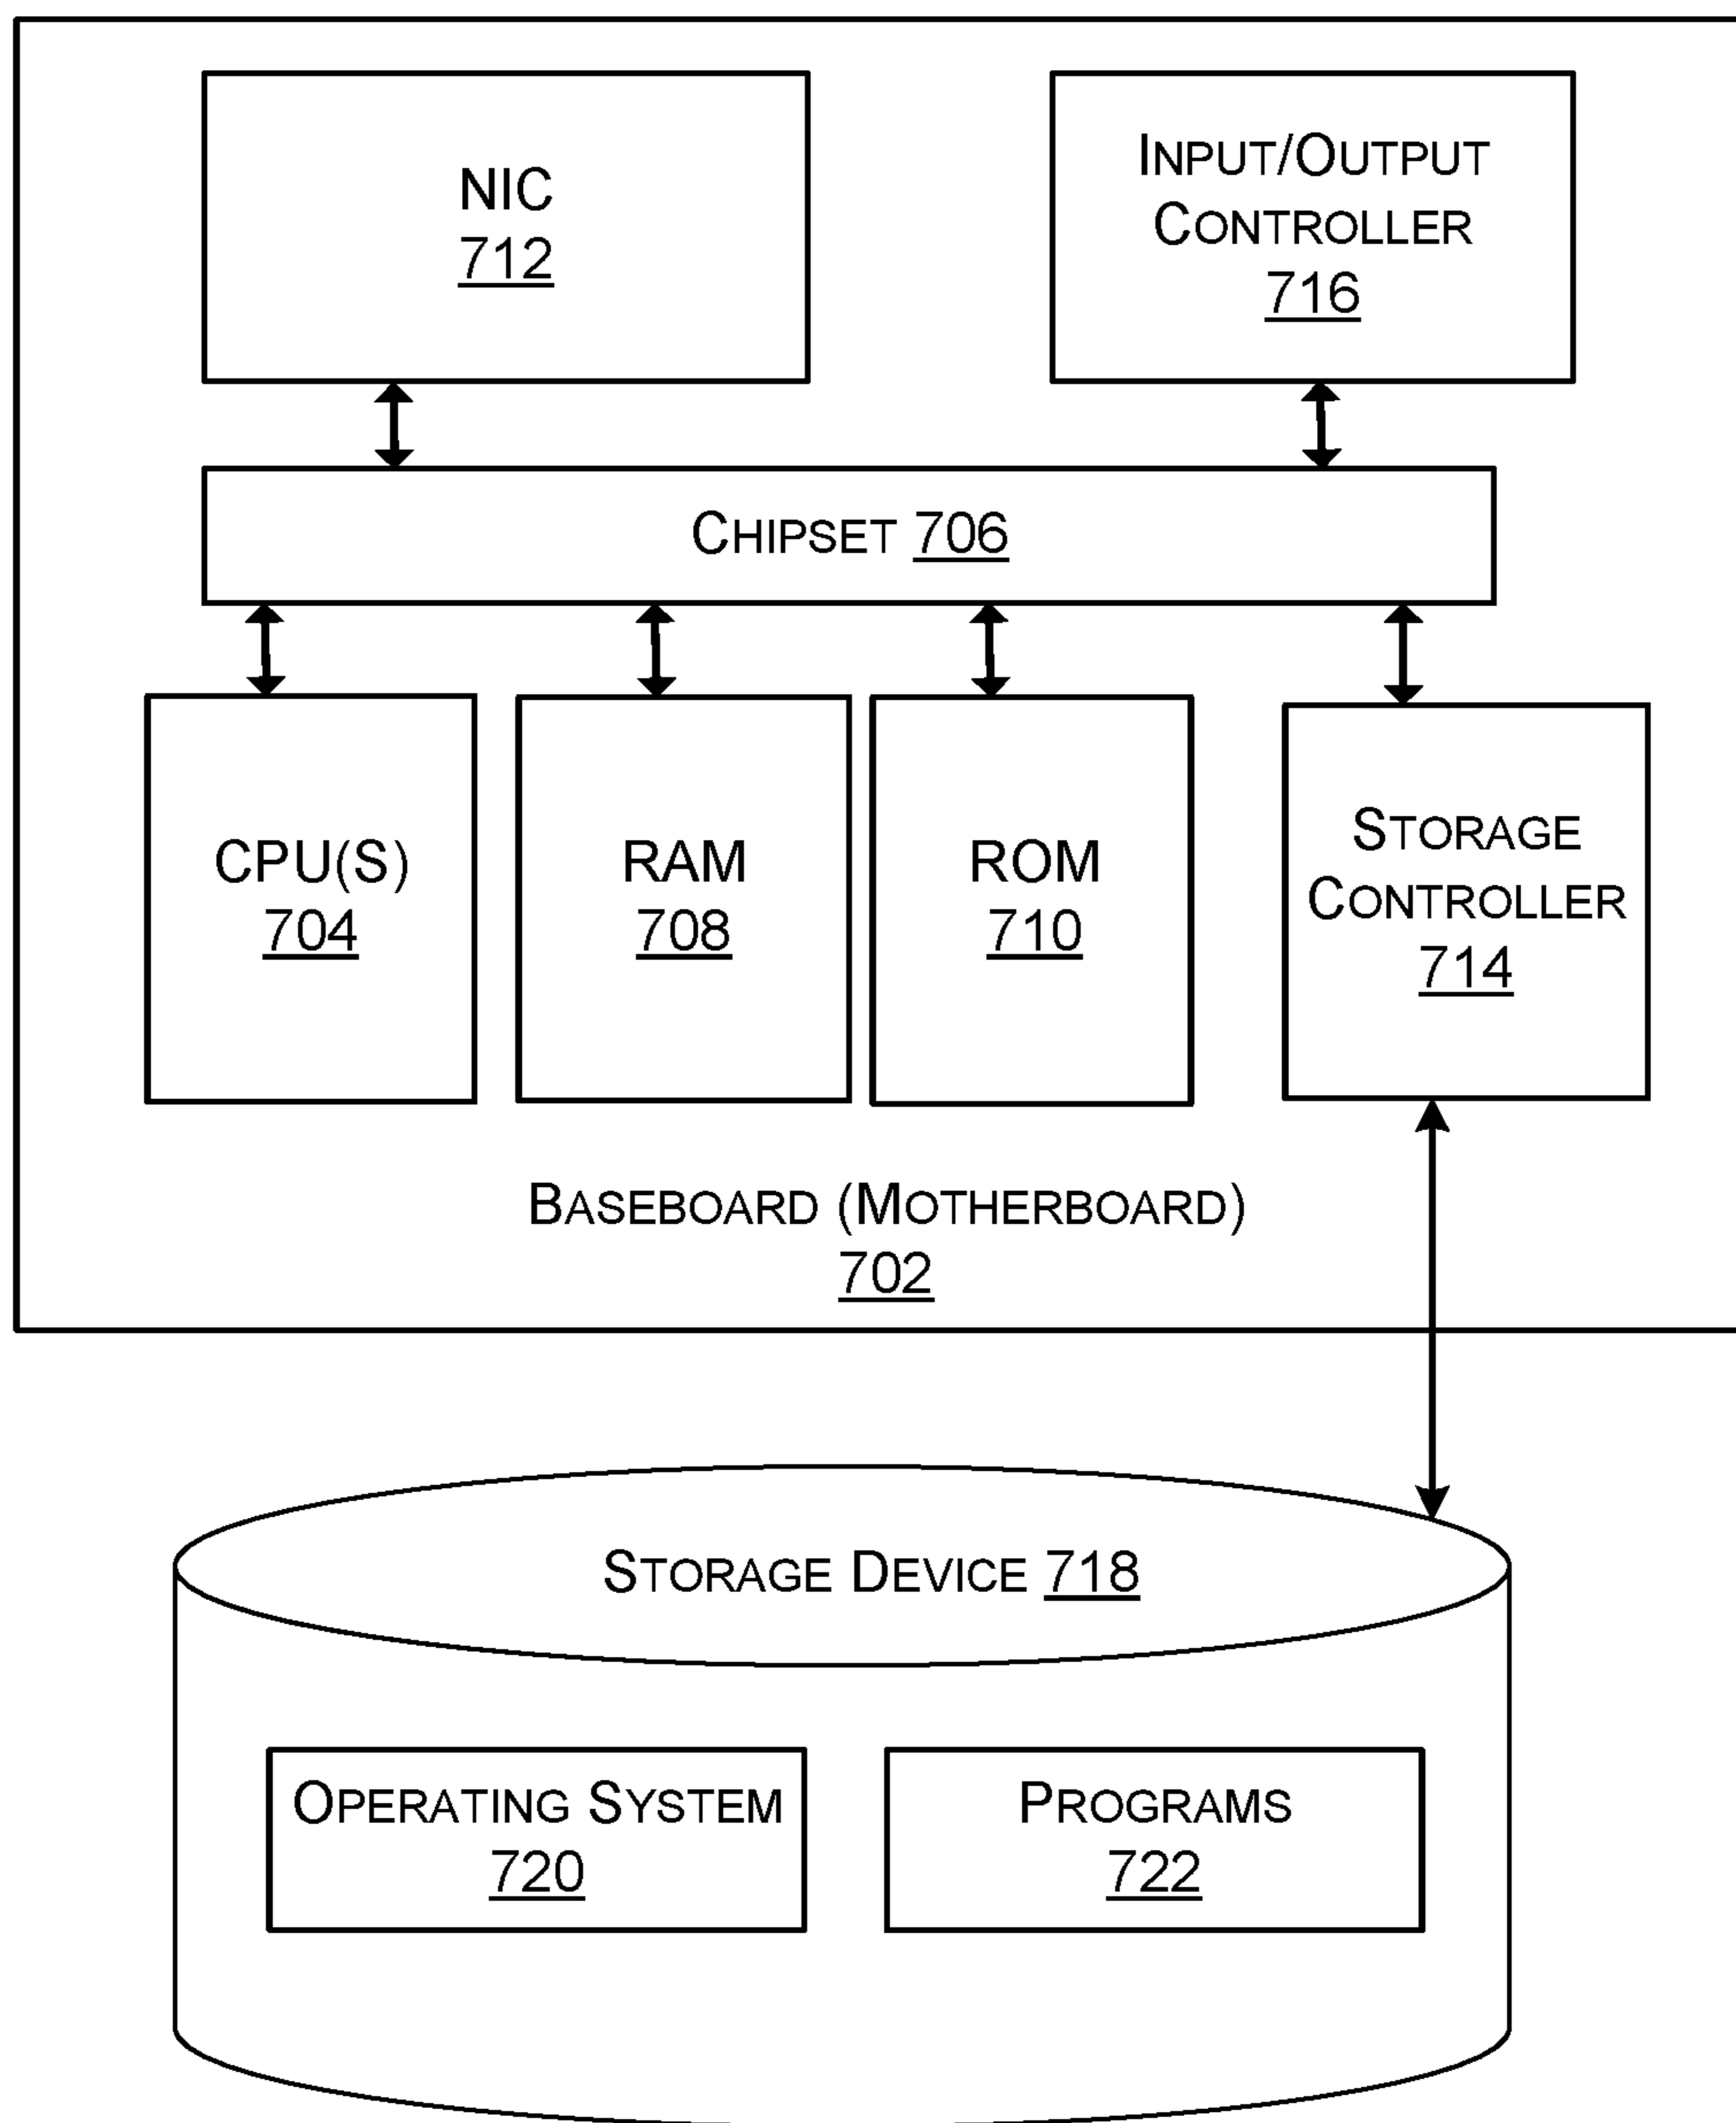 NIC
712
INPUT/OUTPUT
CONTROLLER
716
CHIPSET 706
CPU(S)
704
RAM
708
ROM
710
STORAGE
CONTROLLER
714
BASEBOARD (MOTHERBOARD)
702
STORAGE DEVICE 718
OPERATING SYSTEM
720
PROGRAMS
722